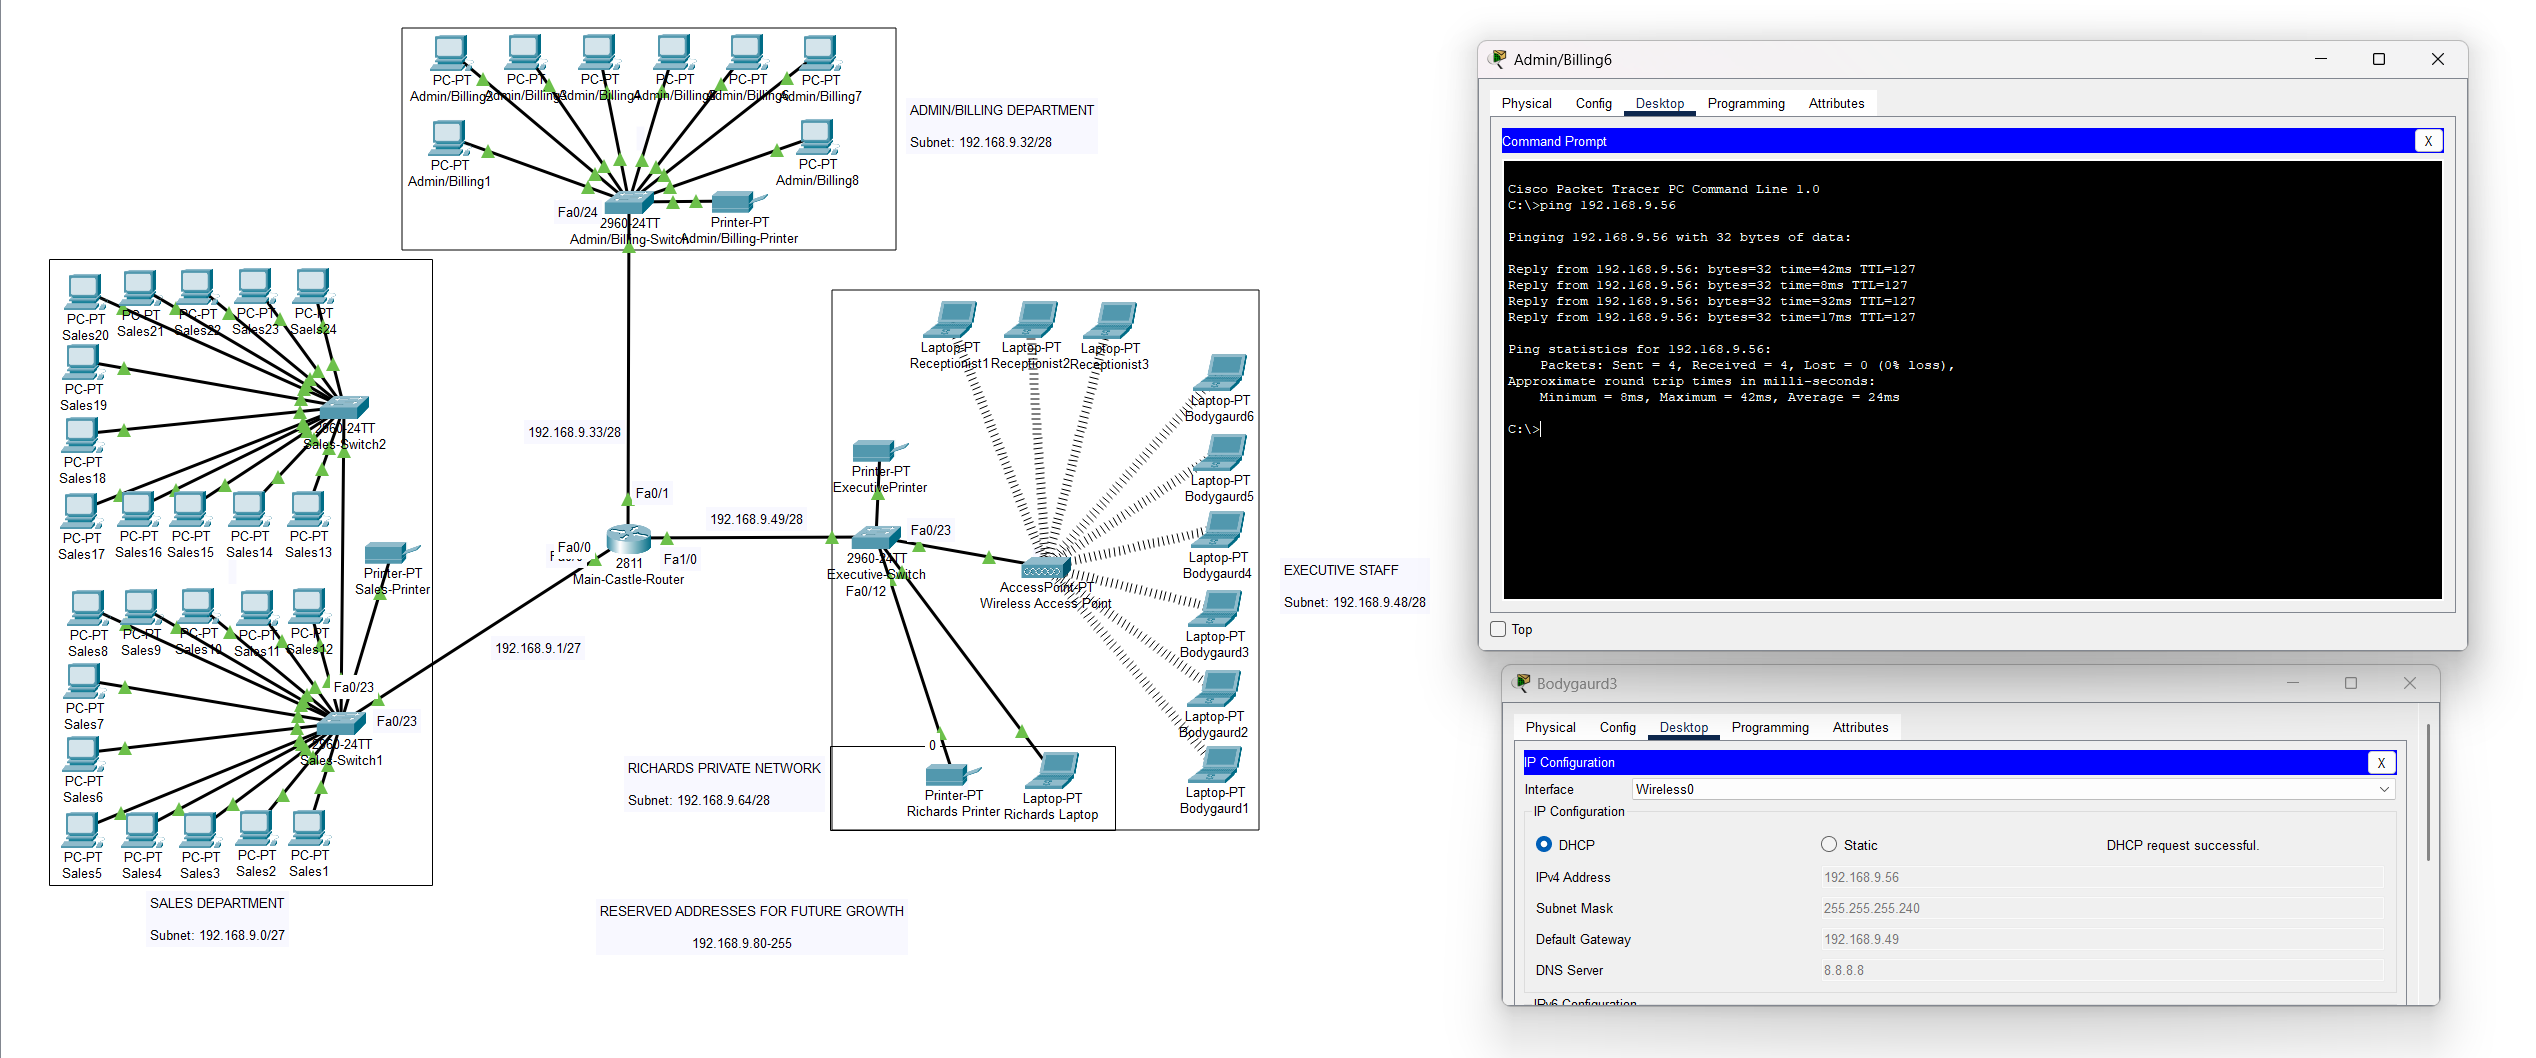 PC-PT
Admin/Billing2
PC-PT
Admin/Billing3
PC-PT
Admin/Billing4
PC-PT
PC-PT
PC-PT
Admin/Billing7
PC-PT
Admin/Billing1
PC-PT
Admin/Billing8
Fa0/24
2960-24TT
Admin/Billing-Switch
Printer-PT
Admin/Billing-Printer
ADMIN/BILLING DEPARTMENT
Subnet: 192.168.9.32/28
PC-PT
Sales20
PC-PT
Sales21
PC-PT
Sales22
PC-PT
Sales23
PC-PT
Saels24
PC-PT
Sales19
PC-PT
Sales18
2960-24TT
Sales-Switch2
PC-PT
Sales17
PC-PT
Sales16
PC-PT
Sales15
PC-PT
Sales14
PC-PT
Sales13
Printer-PT
Sales-Printer
PC-PT
Sales8
PC-PT
Sales9
PC-PT
Sales10
PC-PT
Sales11
PC-PT
Sales12
PC-PT
Sales7
Fa0/23
Fa0/23
2960-24TT
Sales-Switch1
PC-PT
Sales6
PC-PT
Sales5
PC-PT
Sales4
PC-PT
Sales3
PC-PT
Sales2
PC-PT
Sales1
SALES DEPARTMENT
Subnet: 192.168.9.0/27
192.168.9.33/28
Fa0/1
192.168.9.49/28
Fa0/0
Fa1/0
2811
Main-Castle-Router
192.168.9.1/27
Laptop-PT
Receptionist1
Laptop-PT
Receptionist2
Laptop-PT
Receptionist3
Laptop-PT
Bodygaurd6
Laptop-PT
Bodygaurd5
Laptop-PT
Bodygaurd4
Laptop-PT
Bodygaurd3
Laptop-PT
Bodygaurd2
Laptop-PT
Bodygaurd1
Printer-PT
ExecutivePrinter
Fa0/23
2960-24TT
Executive-Switch
Fa0/12
AccessPoint-PT
Wireless Access Point
EXECUTIVE STAFF
Subnet: 192.168.9.48/28
0
RICHARDS PRIVATE NETWORK
Subnet: 192.168.9.64/28
Printer-PT
Richards Printer
Laptop-PT
Richards Laptop
RESERVED ADDRESSES FOR FUTURE GROWTH
192.168.9.80-255
Admin/Billing6
Physical Config Desktop Programming Attributes
Command Prompt X
Cisco Packet Tracer PC Command Line 1.0
C:\>ping 192.168.9.56
Pinging 192.168.9.56 with 32 bytes of data:
Reply from 192.168.9.56: bytes=32 time=42ms TTL=127
Reply from 192.168.9.56: bytes=32 time=8ms TTL=127
Reply from 192.168.9.56: bytes=32 time=32ms TTL=127
Reply from 192.168.9.56: bytes=32 time=17ms TTL=127
Ping statistics for 192.168.9.56:
Packets: Sent = 4, Received = 4, Lost = 0 (0% loss),
Approximate round trip times in milli-seconds:
Minimum = 8ms, Maximum = 42ms, Average = 24ms
C:\>
Top
Bodygaurd3
Physical Config Desktop Programming Attributes
IP Configuration X
Interface Wireless0
IP Configuration
DHCP Static DHCP request successful.
IPv4 Address 192.168.9.56
Subnet Mask 255.255.255.240
Default Gateway 192.168.9.49
DNS Server 8.8.8.8
IPv6 Configuration